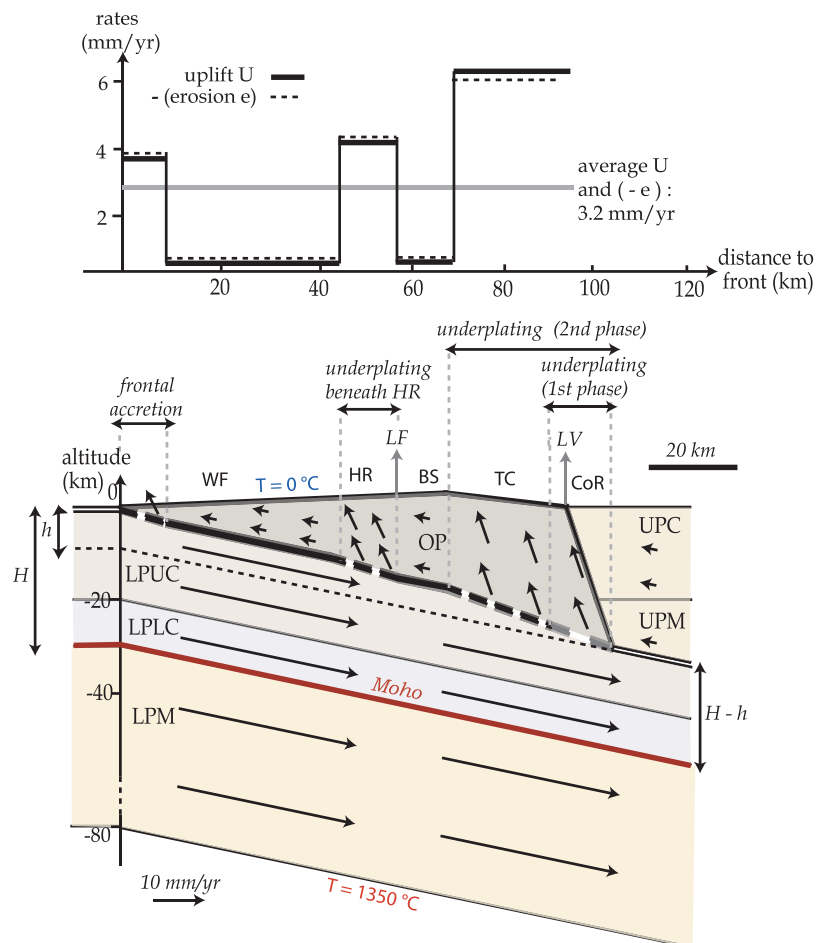 rates
(mm/yr)
6
4
2
uplift U
- (erosion e)
average U
and ( - e ) :
3.2 mm/yr
20
40
60
80
100
120
distance to
front (km)
underplating (2nd phase)
underplating
(1st phase)
underplating
beneath HR
frontal
accretion
LF
LV
20 km
altitude
(km)
0
WF
T = 0 °C
HR
BS
TC
CoR
h
H
OP
UPC
UPM
LPUC
-20
LPLC
Moho
-40
LPM
H - h
-80
10 mm/yr
T = 1350 °C